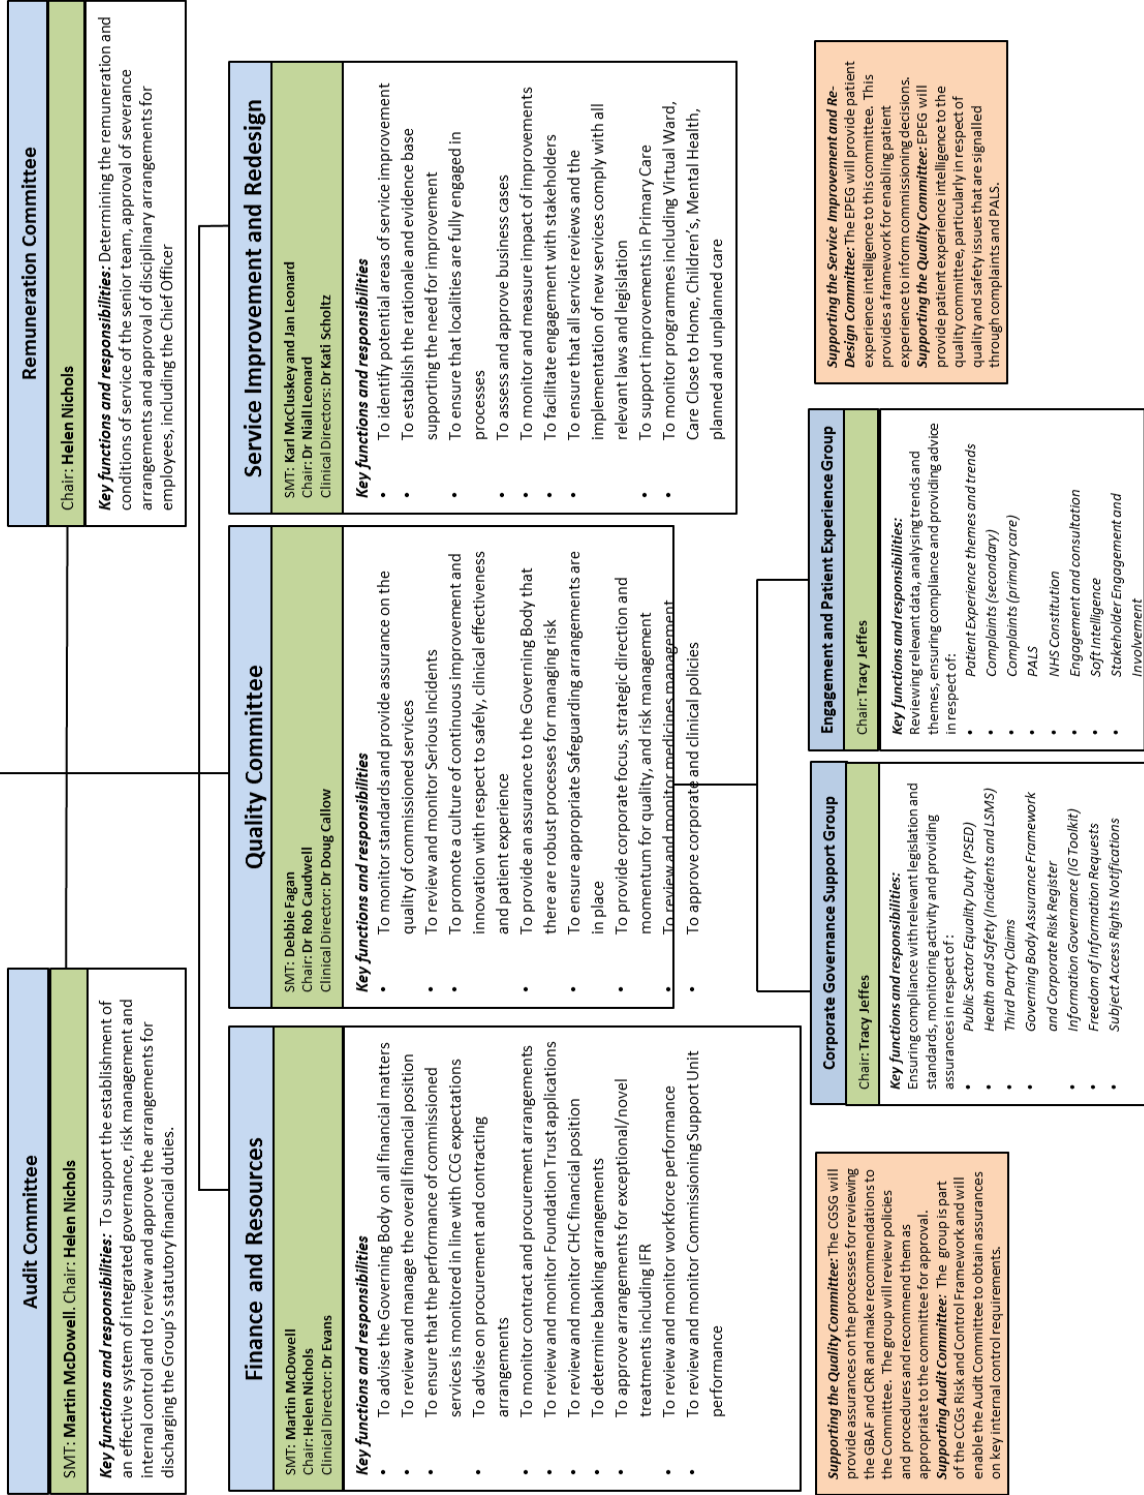 Audit Committee
SMT: Martin McDowell. Chair: Helen Nichols
Key functions and responsibilities: To support the establishment of
an effective system of integrated governance, risk management and
internal control and to review and approve the arrangements for
discharging the Group's statutory financial duties.
Remuneration Committee
Chair: Helen Nichols
Key functions and responsibilities: Determining the remuneration and
conditions of service of the senior team, approval of severance
arrangements and approval of disciplinary arrangements for
employees, including the Chief Officer
Finance and Resources
SMT: Martin McDowell
Chair: Helen Nichols
Clinical Director: Dr Evans
Key functions and responsibilities
• To advise the Governing Body on all financial matters
• To review and manage the overall financial position
• To ensure that the performance of commissioned
services is monitored in line with CCG expectations
• To advise on procurement and contracting
arrangements
• To monitor contract and procurement arrangements
• To review and monitor Foundation Trust applications
• To review and monitor CHC financial position
• To determine banking arrangements
• To approve arrangements for exceptional/novel
treatments including IFR
• To review and monitor workforce performance
• To review and monitor Commissioning Support Unit
performance
Quality Committee
SMT: Debbie Fagan
Chair: Dr Rob Caudwell
Clinical Director: Dr Doug Callow
Key functions and responsibilities
• To monitor standards and provide assurance on the
quality of commissioned services
• To review and monitor Serious Incidents
• To promote a culture of continuous improvement and
innovation with respect to safely, clinical effectiveness
and patient experience
• To provide an assurance to the Governing Body that
there are robust processes for managing risk
• To ensure appropriate Safeguarding arrangements are
in place
• To provide corporate focus, strategic direction and
momentum for quality, and risk management
• To review and monitor medicines management
• To approve corporate and clinical policies
Service Improvement and Redesign
SMT: Karl McCluskey and Jan Leonard
Chair: Dr Niall Leonard
Clinical Directors: Dr Kati Scholtz
Key functions and responsibilities
• To identify potential areas of service improvement
• To establish the rationale and evidence base
supporting the need for improvement
• To ensure that localities are fully engaged in
processes
• To assess and approve business cases
• To monitor and measure impact of improvements
• To facilitate engagement with stakeholders
• To ensure that all service reviews and the
implementation of new services comply with all
relevant laws and legislation
• To support improvements in Primary Care
• To monitor programmes including Virtual Ward,
Care Close to Home, Children's, Mental Health,
planned and unplanned care
Supporting the Quality Committee: The CGSG will
provide assurances on the processes for reviewing
the GBAF and CRR and make recommendations to
the Committee. The group will review policies
and procedures and recommend them as
appropriate to the committee for approval.
Supporting Audit Committee: The group is part
of the CCGs Risk and Control Framework and will
enable the Audit Committee to obtain assurances
on key internal control requirements.
Corporate Governance Support Group
Chair: Tracy Jeffes
Key functions and responsibilities:
Ensuring compliance with relevant legislation and
standards, monitoring activity and providing
assurances in respect of :
• Public Sector Equality Duty (PSED)
• Health and Safety (Incidents and LSMS)
• Third Party Claims
• Governing Body Assurance Framework
and Corporate Risk Register
• Information Governance (IG Toolkit)
• Freedom of Information Requests
• Subject Access Rights Notifications
Engagement and Patient Experience Group
Chair: Tracy Jeffes
Key functions and responsibilities:
Reviewing relevant data, analysing trends and
themes, ensuring compliance and providing advice
in respect of:
• Patient Experience themes and trends
• Complaints (secondary)
• Complaints (primary care)
• PALS
• NHS Constitution
• Engagement and consultation
• Soft Intelligence
• Stakeholder Engagement and
Involvement
Supporting the Service Improvement and Re-
Design Committee: The EPEG will provide patient
experience intelligence to this committee. This
provides a framework for enabling patient
experience to inform commissioning decisions.
Supporting the Quality Committee: EPEG will
provide patient experience intelligence to the
quality committee, particularly in respect of
quality and safety issues that are signalled
through complaints and PALS.